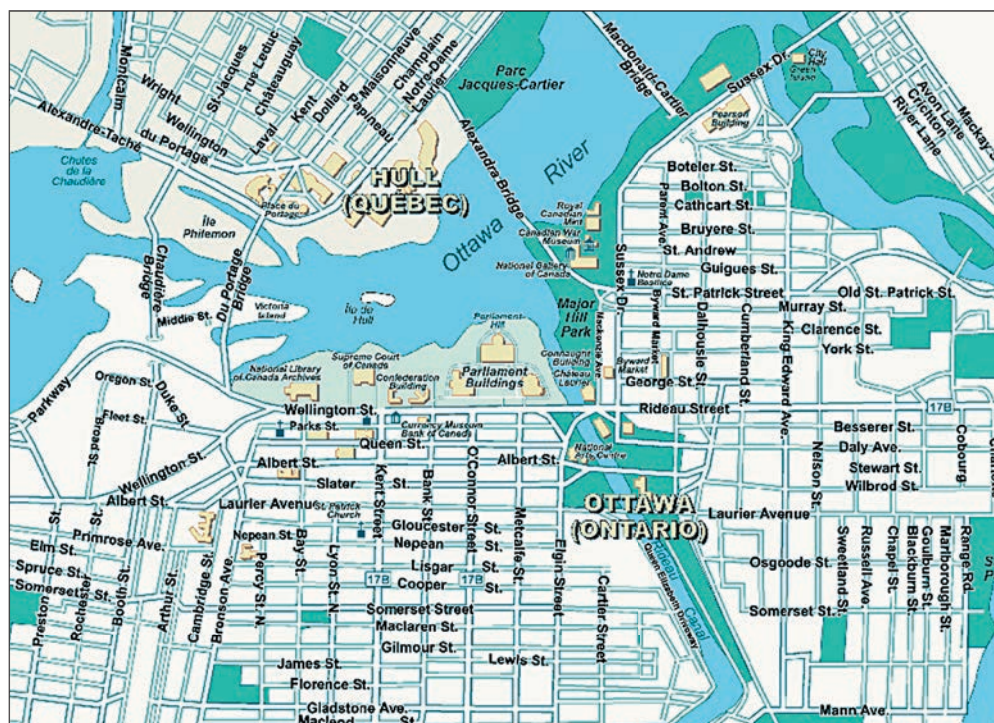 Montcalm
Wright
St-Jacques
rue Leduc
Chateauguay
Wellington
Laval
Kent
Dollard
Maisonneuve
Champlain
Notre-Dame
Papineau
Laurier
Alexandre-Taché
du Portage
Parc
Jacques-Cartier
Macdonald-Cartier
Bridge
Sussex Dr.
City
Hall
Pearson
Building
Avon Lane
Crichton
River Lane
Mackay
Chutes
de la
Chaudière
Place du
Portage
HULL
(QUÉBEC)
Alexandra Bridge
Ottawa
River
Île
Philemon
Chaudière
Bridge
Du Portage
Bridge
Victoria
Island
Middle St.
Île de
Hull
Royal
Canadian
Mint
Canadian War
Museum
National Gallery
of Canada
Boteler St.
Bolton St.
Parent Ave.
Cathcart St.
Bruyere St.
St. Andrew
Guigues St.
Sussex Dr.
Notre Dame
Basilica
St. Patrick Street
Old St. Patrick St.
Murray St.
Clarence St.
York St.
Major
Hill
Park
Mackenzie Ave
Byward Market
Dalhousie St.
Cumberland St.
King Edward Ave.
Connaught
Building
Château
Laurier
Byward
Market
George St.
Rideau Street
17B
Parliament
Hill
Parliament
Buildings
Supreme Court
of Canada
National Library
of Canada Archives
Confederation
Building
Parkway
Oregon St.
Duke St.
Fleet St.
Broad St.
Wellington St.
Wellington St.
Parks St.
Currency Museum
Bank of Canada
Queen St.
Albert St.
Albert St.
Albert St.
Slater St.
National
Arts Centre
Besserer St.
Daly Ave.
Stewart St.
Wilbrod St.
Nelson St.
Cobourg
Laurier Avenue
Laurier Avenue
St. Patrick
Church
Kent Street
Bank St.
O'Connor Street
Metcalfe St.
Elgin Street
OTTAWA
(ONTARIO)
Gloucester St.
Nepean St.
Nepean St.
Lisgar St.
Cooper St.
17B
17B
Primrose Ave.
Elm St.
Spruce St.
Somerset St.
Preston St.
Rochester St.
Booth St.
Arthur St.
Cambridge St.
Bronson Ave.
Percy St. N
Bay St.
Lyon St. N
Somerset Street
Maclaren St.
Gilmour St.
James St.
Lewis St.
Florence St.
Gladstone Ave.
Macleod St.
Cartier Street
Rideau Canal
Queen Elizabeth Driveway
Osgoode St.
Somerset St.
Sweetland St.
Russell Ave.
Chapel St.
Blackburn St.
Goulburn St.
Marlborough St.
Range Rd.
Mann Ave.